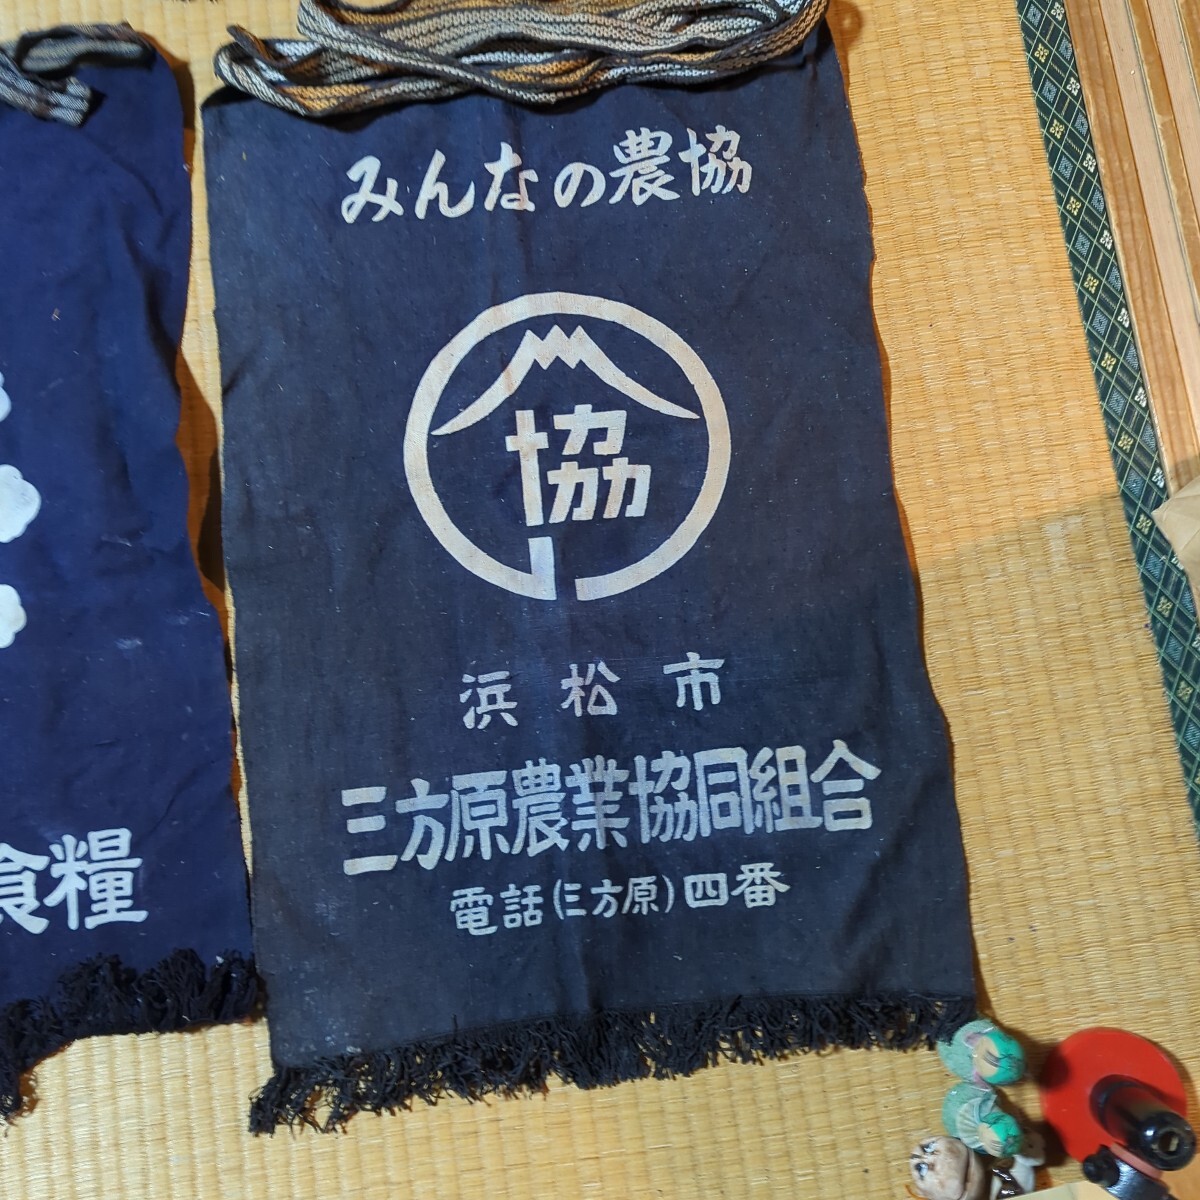 みんなの農協
協
浜松市
三方原農業協同組合
電話(三方原)四番
食糧